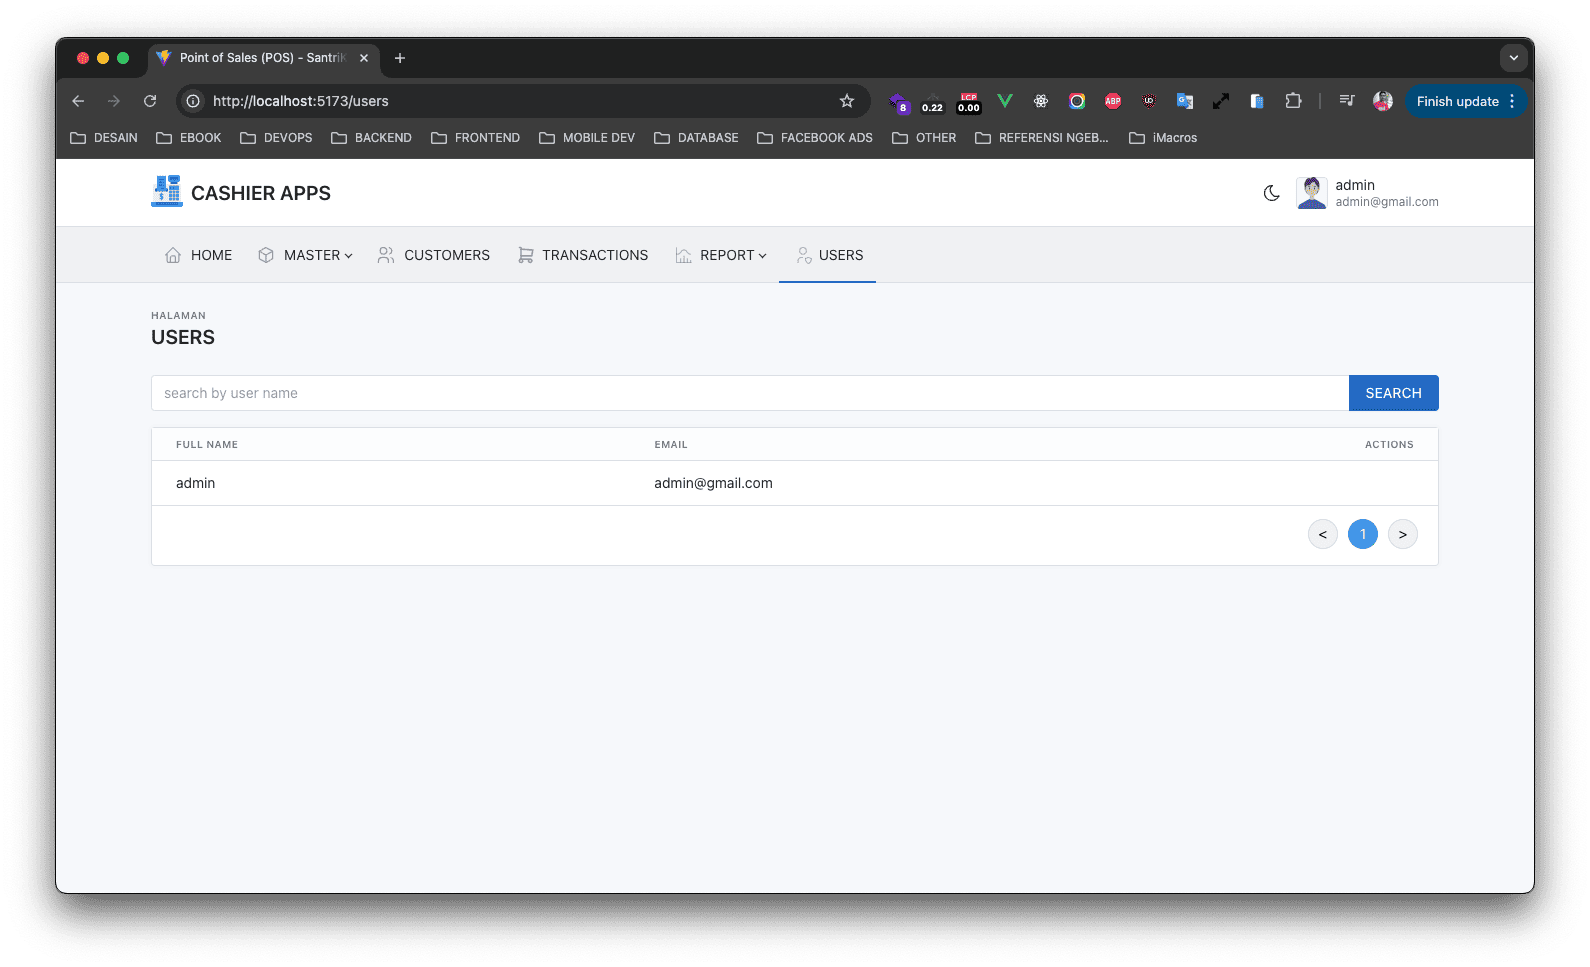 Point of Sales (POS) - SantriK
http://localhost:5173/users
8
0.22
LCP
0.00
ABP
Finish update
DESAIN
EBOOK
DEVOPS
BACKEND
FRONTEND
MOBILE DEV
DATABASE
FACEBOOK ADS
OTHER
REFERENSI NGEB...
iMacros
CASHIER APPS
admin
admin@gmail.com
HOME
MASTER
CUSTOMERS
TRANSACTIONS
REPORT
USERS
HALAMAN
USERS
search by user name
SEARCH
FULL NAME
EMAIL
ACTIONS
admin
admin@gmail.com
< 1 >